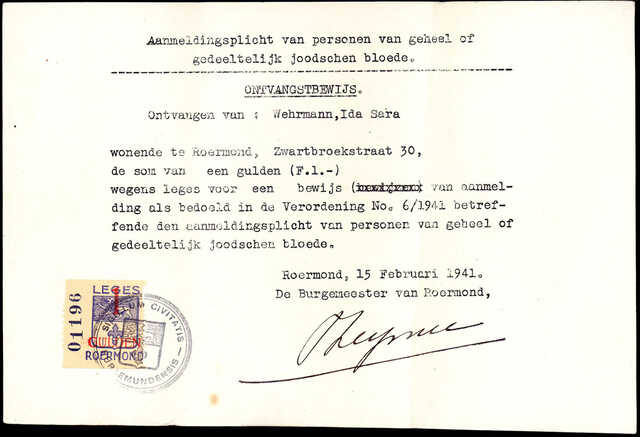 Aanmeldingsplicht van personen van geheel of
gedeeltelijk joodschen bloede.
ONTVANGSTBEWIJS.
Ontvangen van : Wehrmann,Ida Sara
wonende te Roermond, Zwartbroekstraat 30,
de som van een gulden (F.1.-)
wegens leges voor een bewijs (bewijzen) van aanmel-
ding als bedoeld in de Verordening No. 6/1941 betref-
fende den aanmeldingsplicht van personen van geheel of
gedeeltelijk joodschen bloede.
Roermond, 15 Februari 1941.
De Burgemeester van Roermond,
01196
LEGES
1
GULDEN
ROERMOND
CIVITATIS